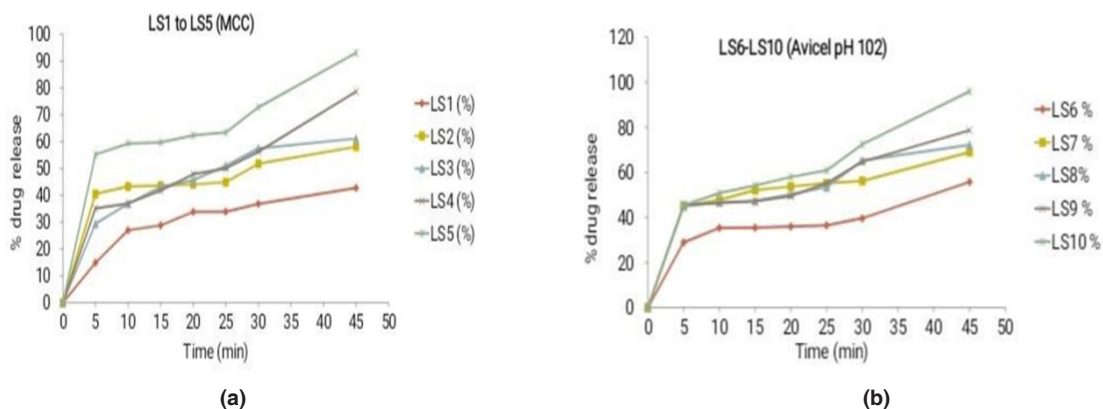 LS1 to LS5 (MCC)
% drug release
100
90
80
70
60
50
40
30
20
10
0
0 5 10 15 20 25 30 35 40 45 50
Time (min)
LS1 (%)
LS2 (%)
LS3 (%)
LS4 (%)
LS5 (%)
(a)
LS6-LS10 (Avicel pH 102)
% drug release
120
100
80
60
40
20
0
0 5 10 15 20 25 30 35 40 45 50
Time (min)
LS6 %
LS7 %
LS8%
LS9 %
LS10 %
(b)